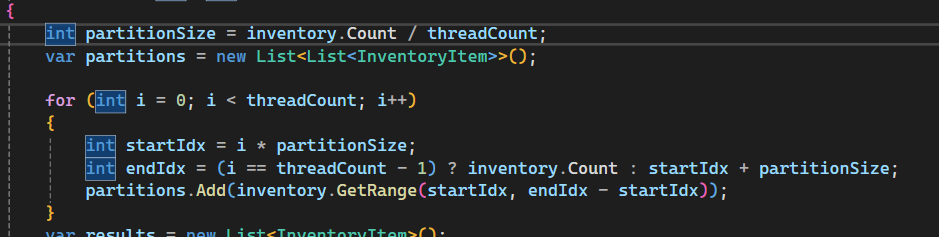 {
int partitionSize = inventory.Count / threadCount;
var partitions = new List<List<InventoryItem>>();
for (int i = 0; i < threadCount; i++)
{
int startIdx = i * partitionSize;
int endIdx = (i == threadCount - 1) ? inventory.Count : startIdx + partitionSize;
partitions.Add(inventory.GetRange(startIdx, endIdx - startIdx));
}
var results = new List<InventoryItem>();